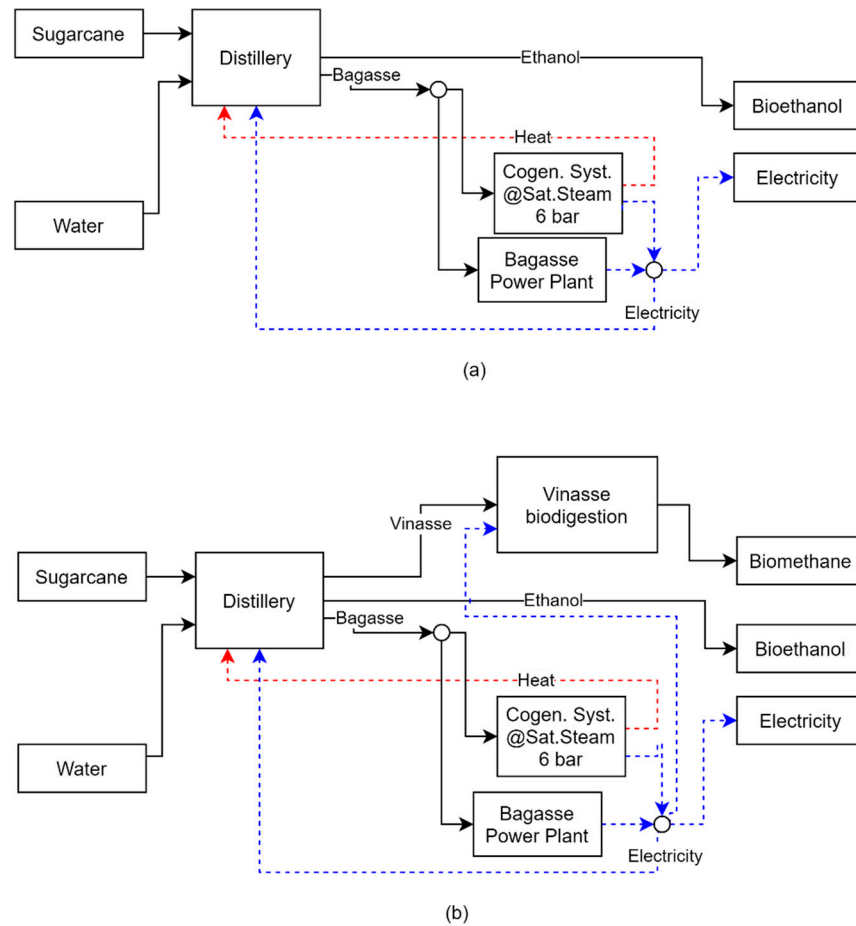 Sugarcane
Distillery
Ethanol
Bagasse
Bioethanol
Heat
Cogen. Syst.
@Sat.Steam
6 bar
Electricity
Water
Bagasse
Power Plant
Electricity
(a)
Vinasse
biodigestion
Vinasse
Biomethane
Sugarcane
Distillery
Ethanol
Bagasse
Bioethanol
Heat
Cogen. Syst.
@Sat.Steam
6 bar
Electricity
Water
Bagasse
Power Plant
Electricity
(b)